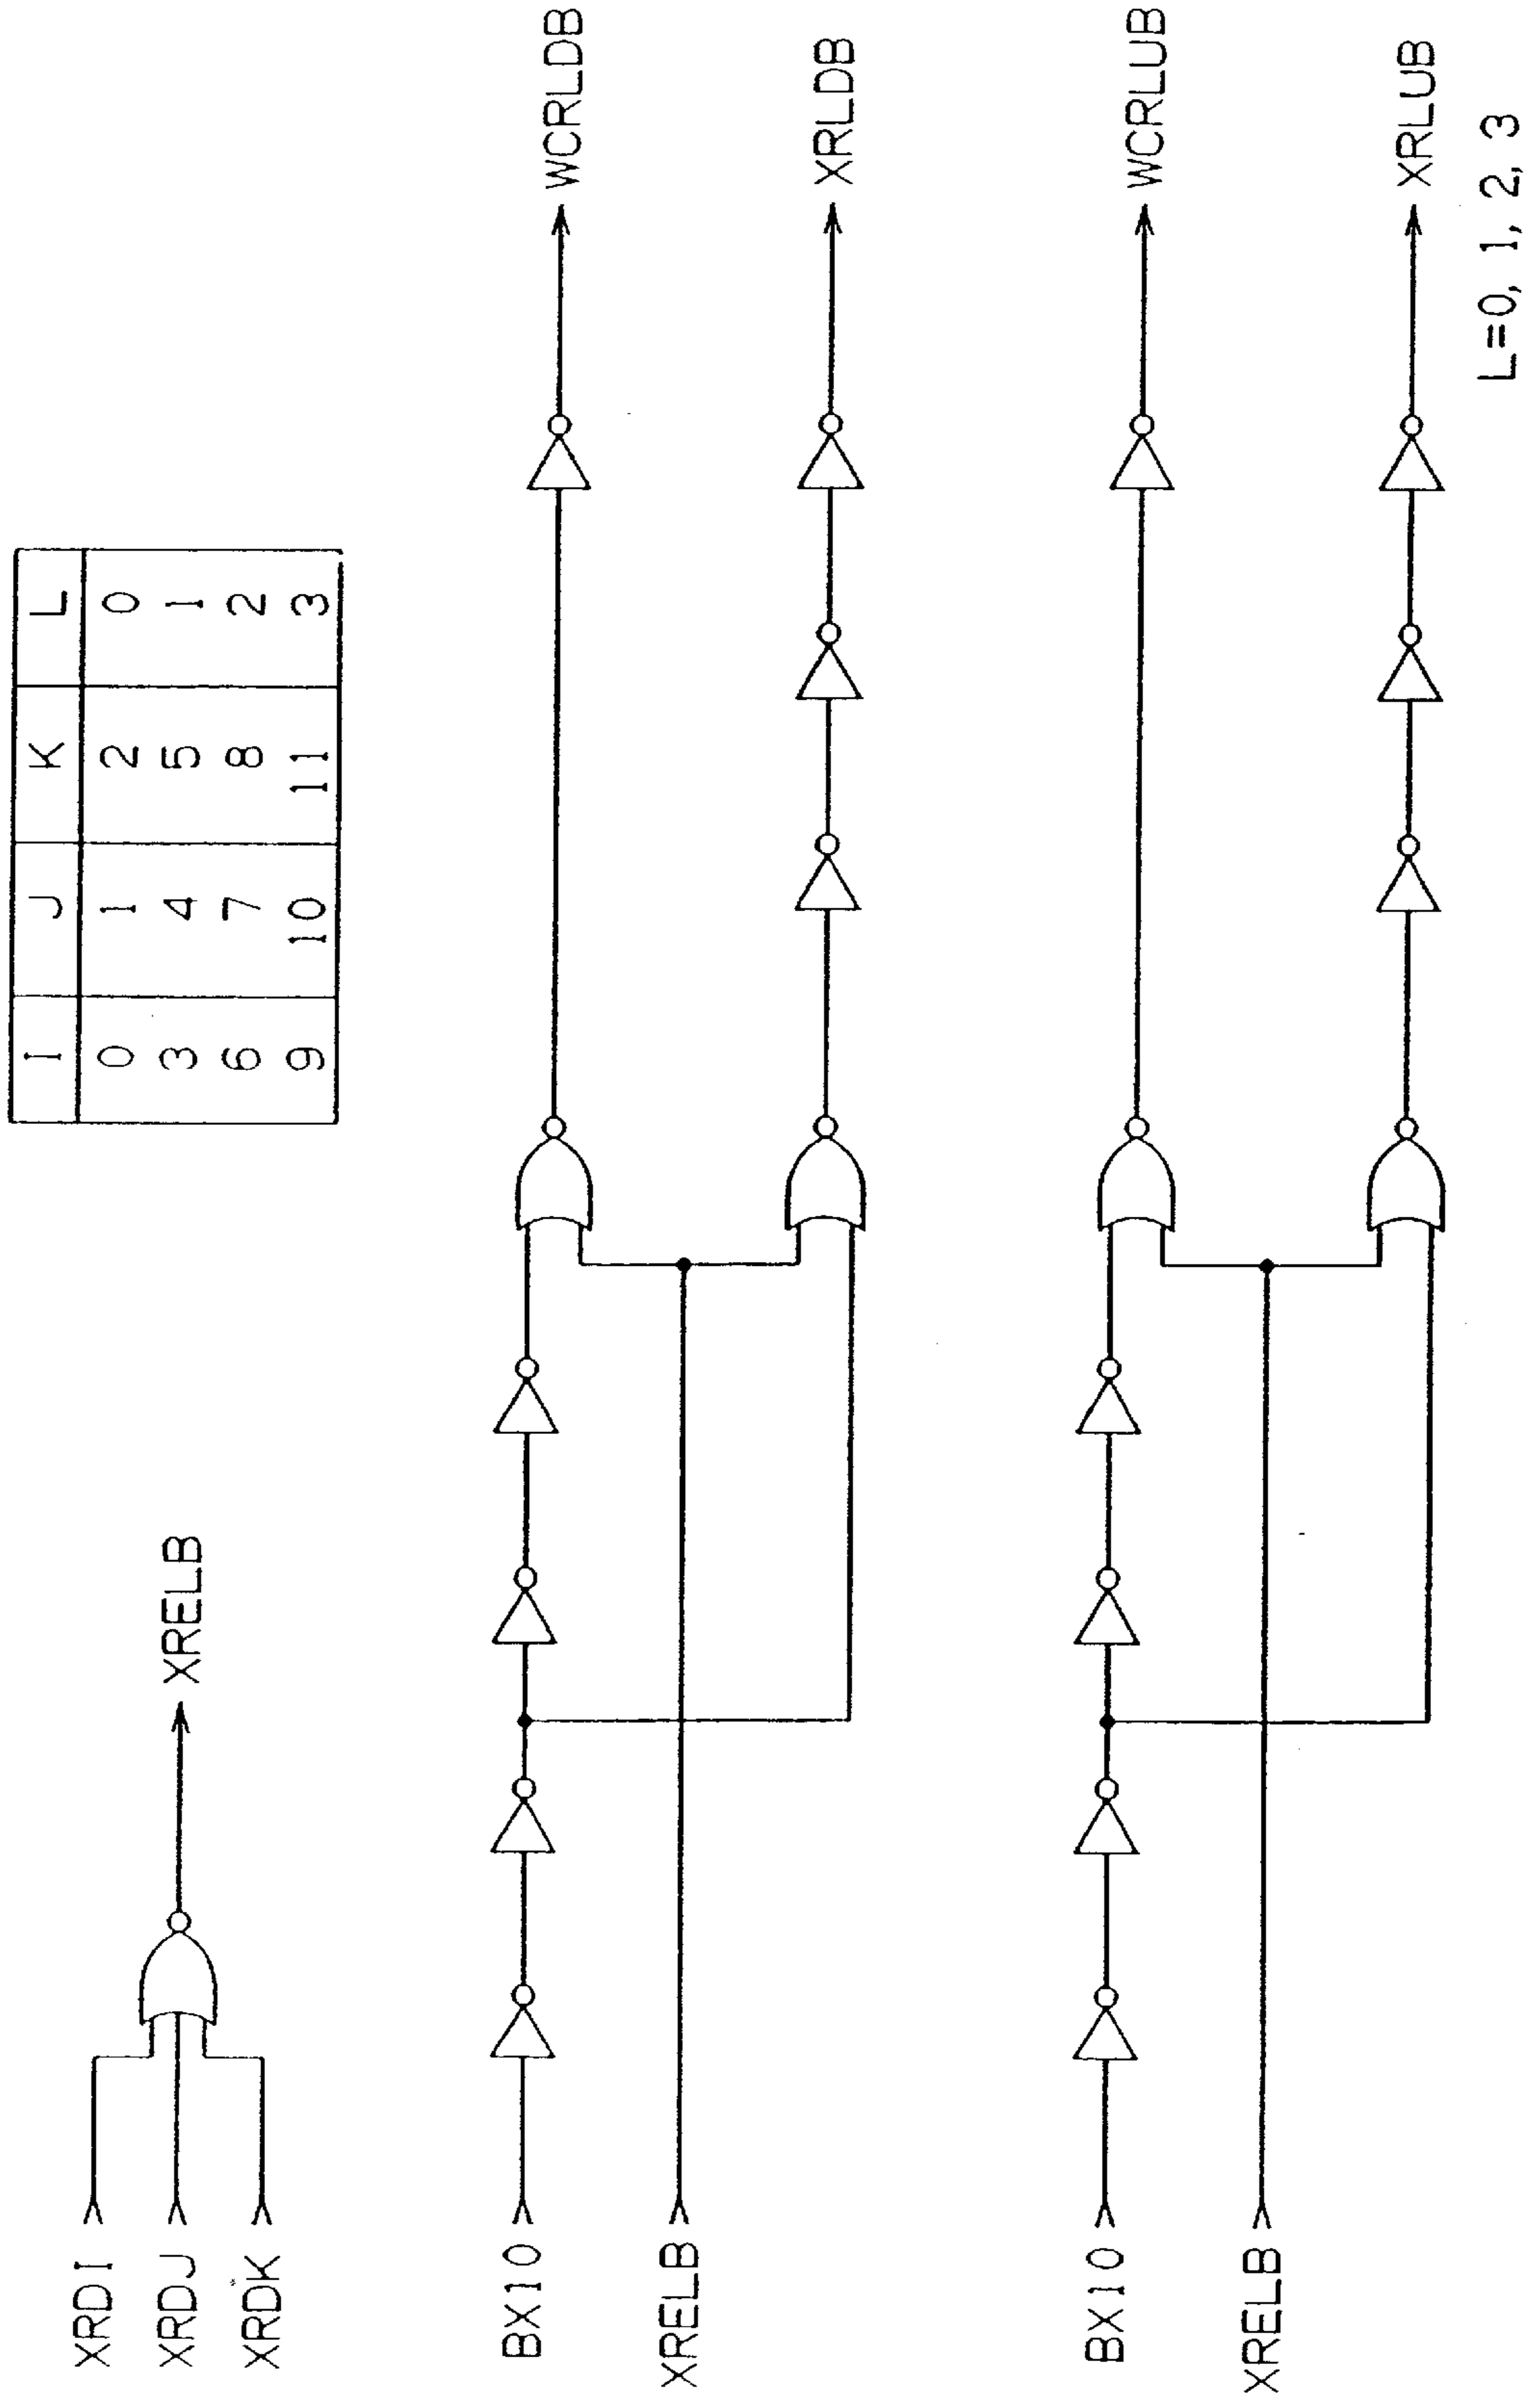 I J K L
0 1 2 0
3 4 5 1
6 7 8 2
9 10 11 3
XRDI
XRDJ
XRDK
XRELB
BX10
XRELB
WCRLDB
XRLDB
BX10
XRELB
WCRLUB
XRLUB
L=0, 1, 2, 3